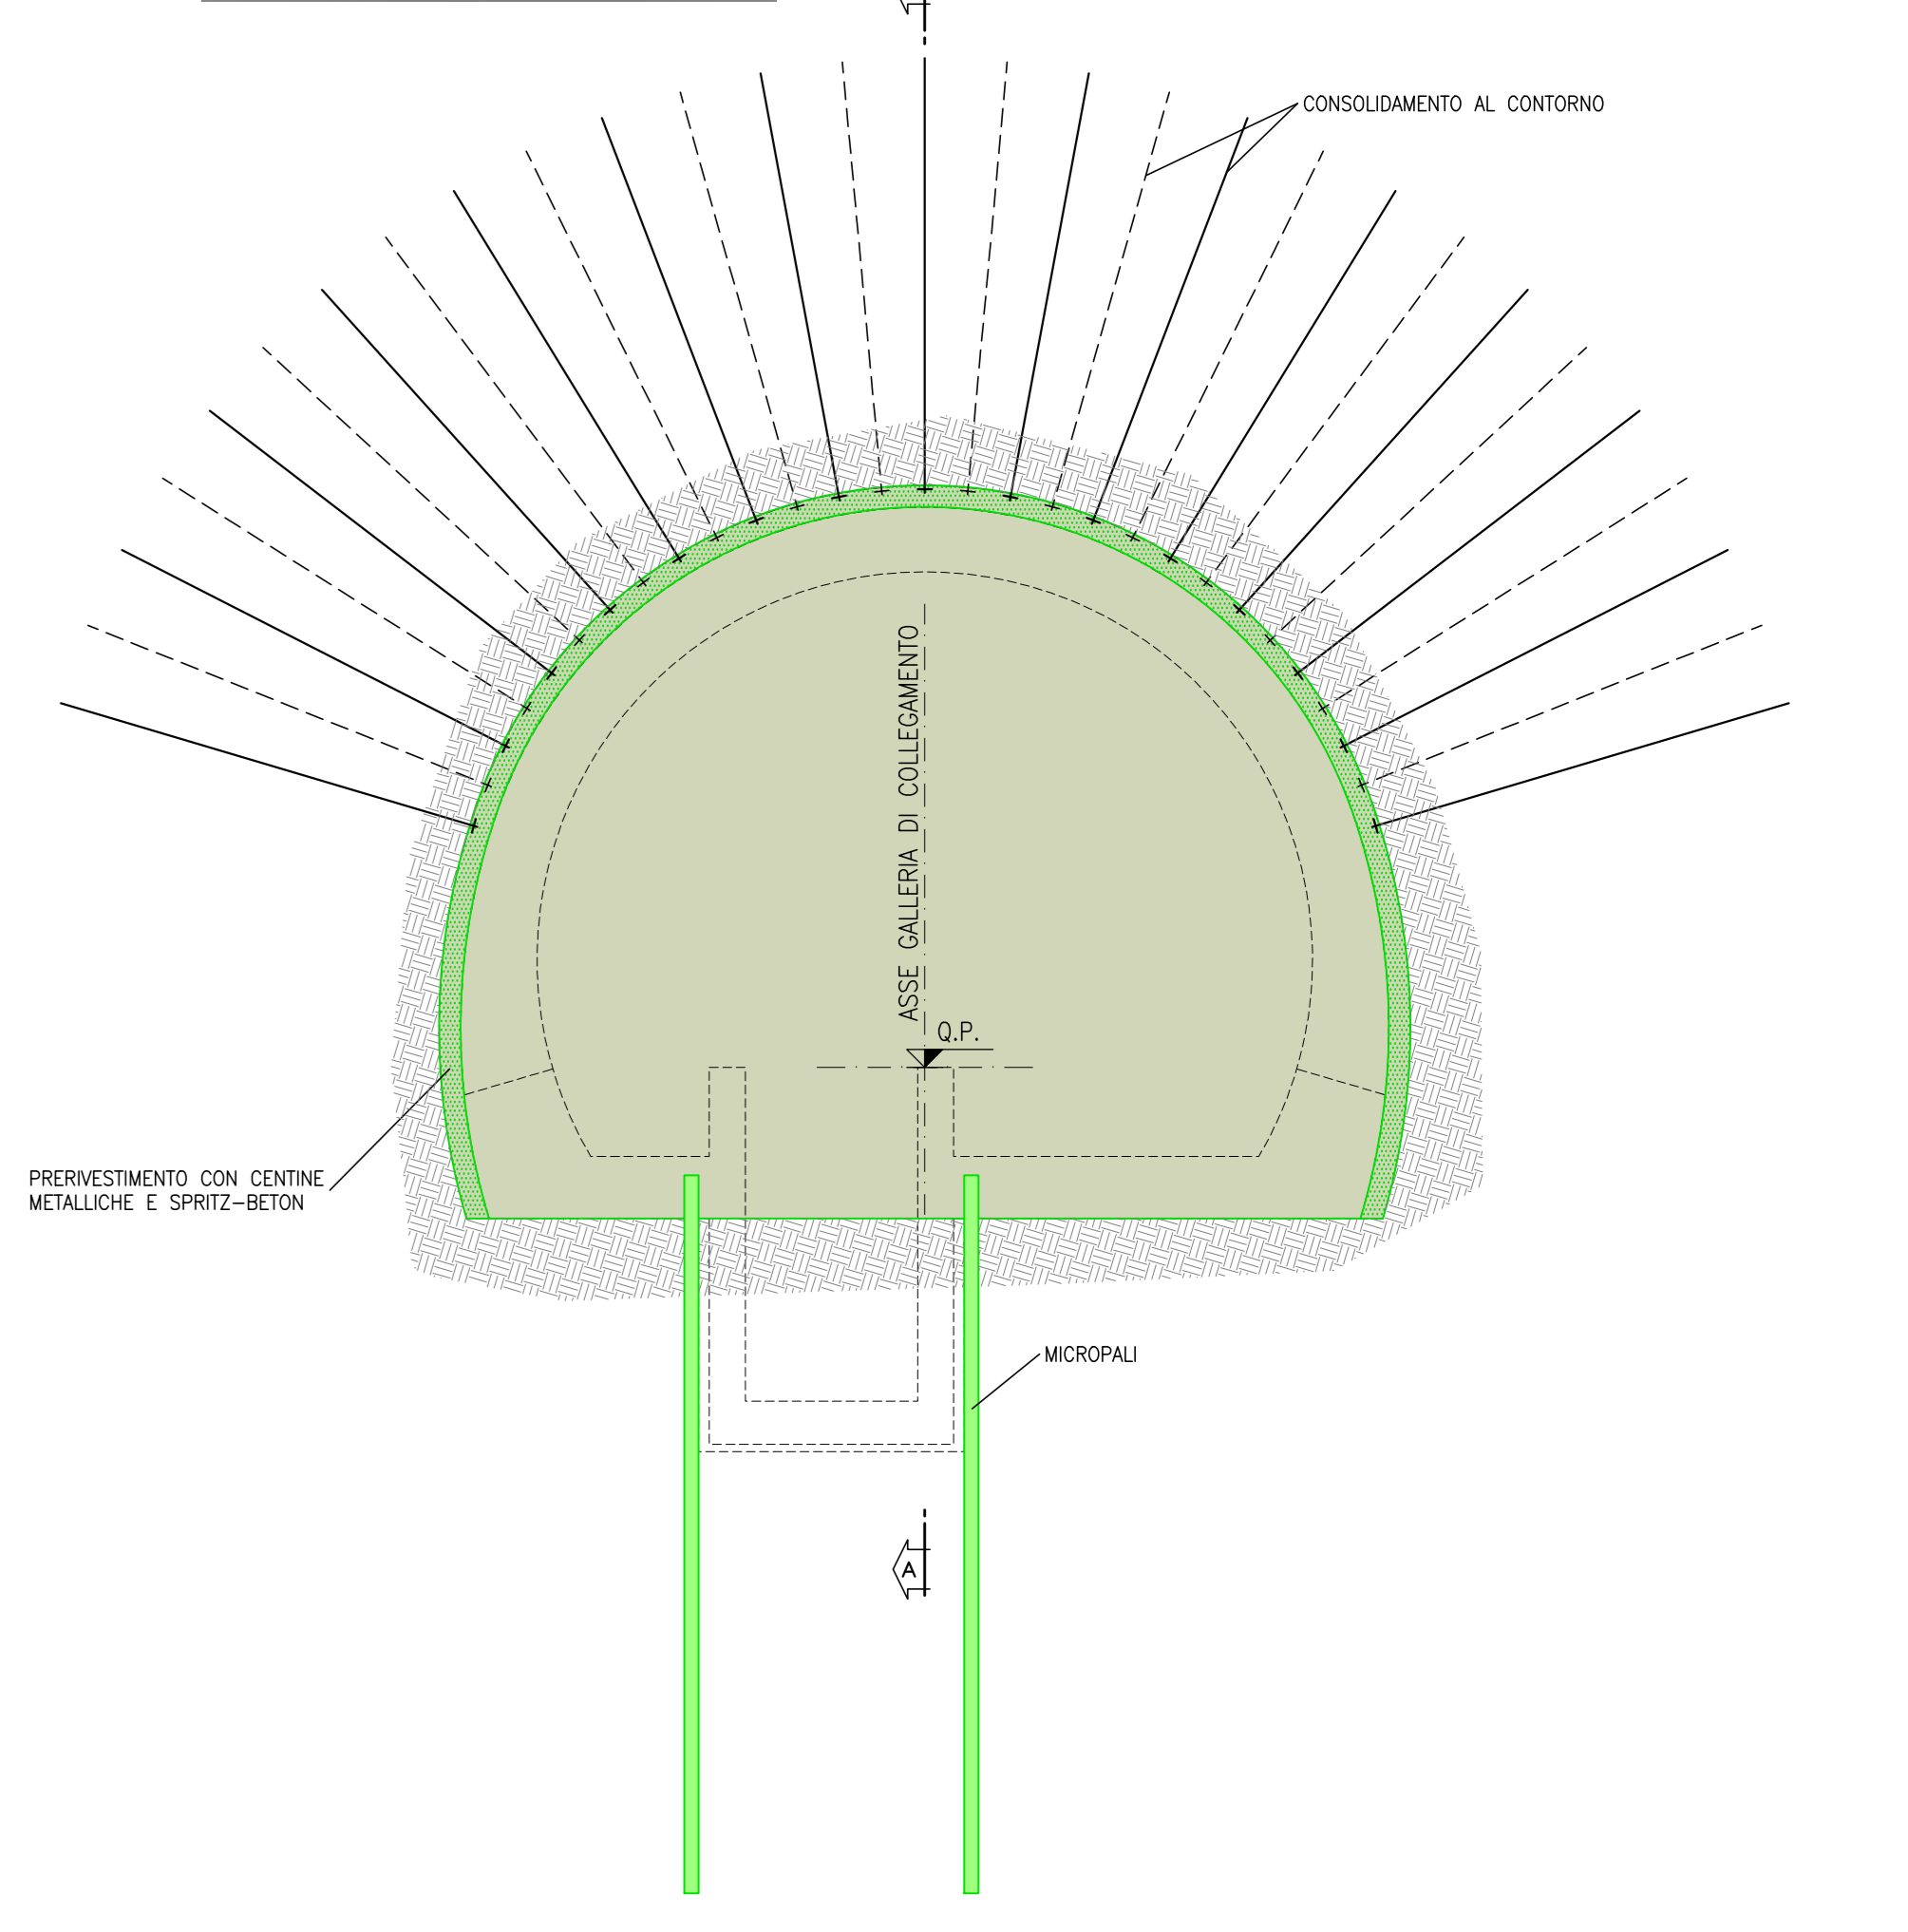 CONSOLIDAMENTO AL CONTORNO
ASSE GALLERIA DI COLLEGAMENTO
Q.P.
PRERIVESTIMENTO CON CENTINE
METALLICHE E SPRITZ-BETON
MICROPALI
A